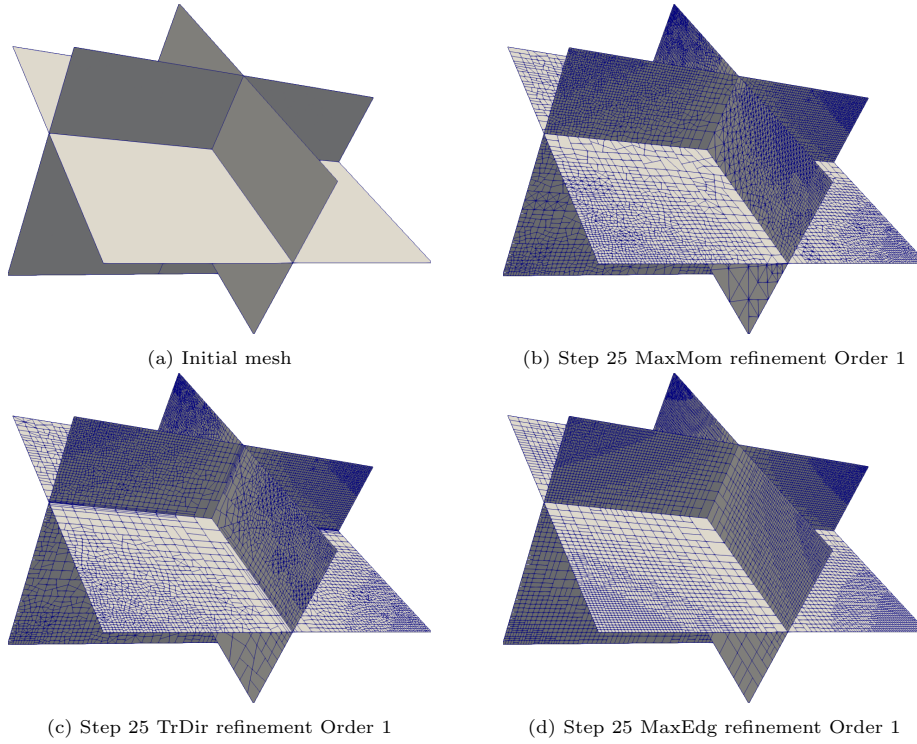 (a) Initial mesh
(b) Step 25 MaxMom refinement Order 1
(c) Step 25 TrDir refinement Order 1
(d) Step 25 MaxEdg refinement Order 1